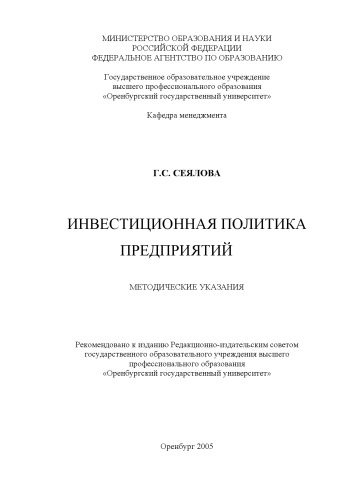 МИНИСТЕРСТВО ОБРАЗОВАНИЯ И НАУКИ
РОССИЙСКОЙ ФЕДЕРАЦИИ
ФЕДЕРАЛЬНОЕ АГЕНТСТВО ПО ОБРАЗОВАНИЮ
Государственное образовательное учреждение
высшего профессионального образования
«Оренбургский государственный университет»
Кафедра менеджмента
Г.С. СЕЯЛОВА
ИНВЕСТИЦИОННАЯ ПОЛИТИКА
ПРЕДПРИЯТИЙ
МЕТОДИЧЕСКИЕ УКАЗАНИЯ
Рекомендовано к изданию Редакционно-издательским советом
государственного образовательного учреждения высшего
профессионального образования
«Оренбургский государственный университет»
Оренбург 2005